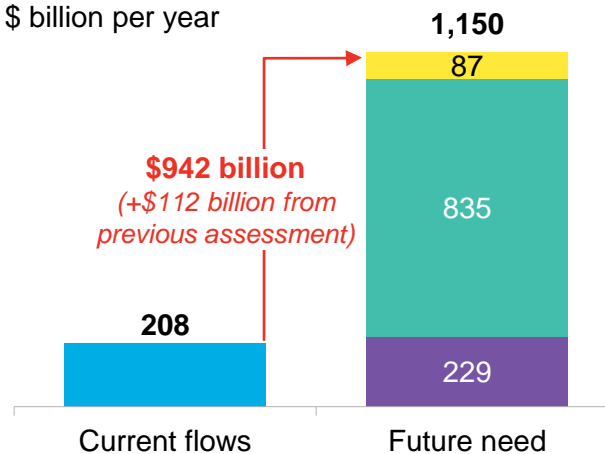 $ billion per year
1,150
87
$942 billion
(+$112 billion from
previous assessment)
835
208
229
Current flows
Future need